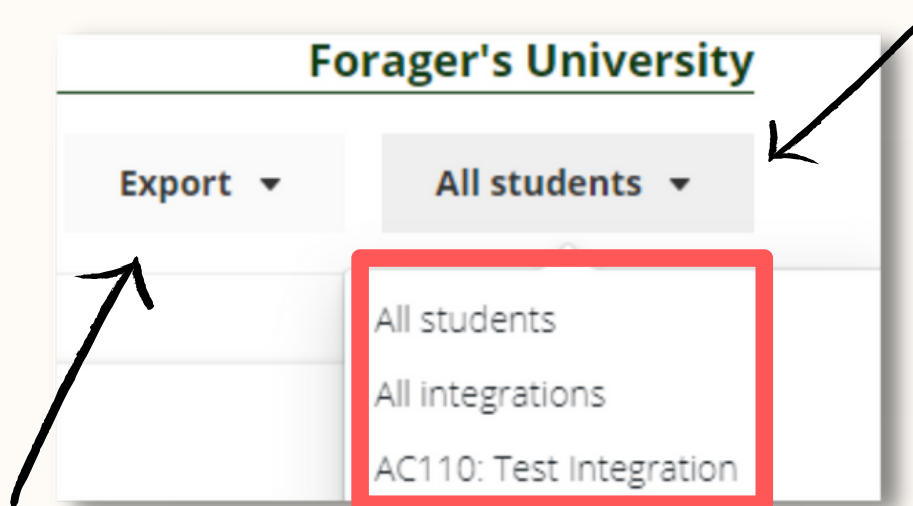 Forager's University
Export All students
All students
All integrations
AC110: Test Integration